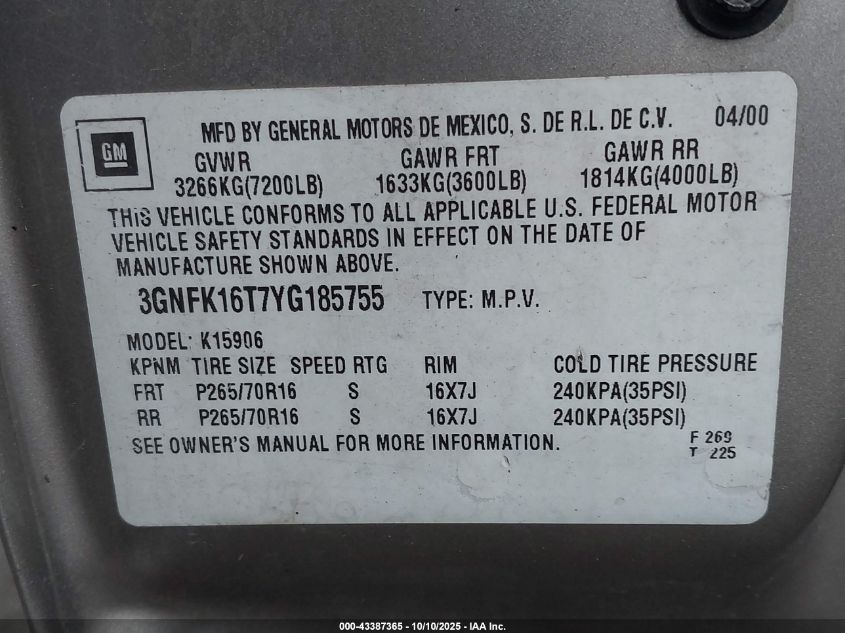 MFD BY GENERAL MOTORS DE MEXICO, S. DE R.L. DE C.V. 04/00
GM
GVWR GAWR FRT GAWR RR
3266KG(7200LB) 1633KG(3600LB) 1814KG(4000LB)
THIS VEHICLE CONFORMS TO ALL APPLICABLE U.S. FEDERAL MOTOR
VEHICLE SAFETY STANDARDS IN EFFECT ON THE DATE OF
MANUFACTURE SHOWN ABOVE.
3GNFK16T7YG185755 TYPE: M.P.V.
MODEL: K15906
KPNM TIRE SIZE SPEED RTG RIM COLD TIRE PRESSURE
FRT P265/70R16 S 16X7J 240KPA(35PSI)
RR P265/70R16 S 16X7J 240KPA(35PSI)
SEE OWNER'S MANUAL FOR MORE INFORMATION.
F 269
T 225
000-43387365 - 10/10/2025 - IAA Inc.